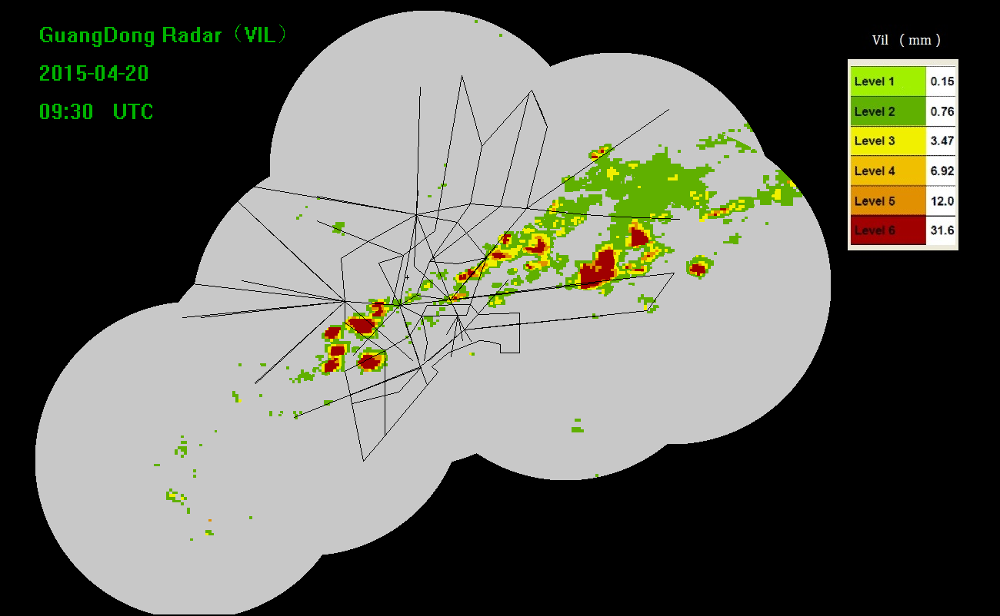 GuangDong Radar（VIL）
2015-04-20
09:30 UTC
Vil （mm）
Level 1 0.15
Level 2 0.76
Level 3 3.47
Level 4 6.92
Level 5 12.0
Level 6 31.6